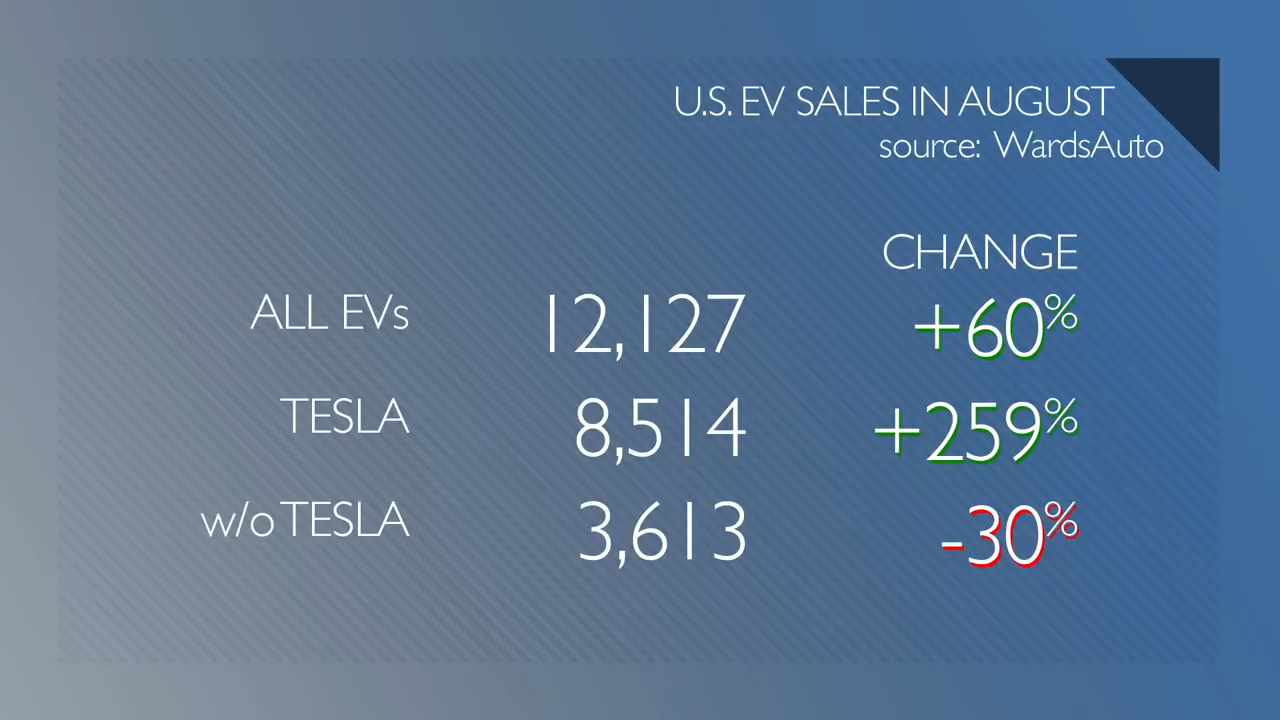 U.S. EV SALES IN AUGUST
source: WardsAuto
CHANGE
ALL EVs 12,127 +60%
TESLA 8,514 +259%
w/o TESLA 3,613 -30%